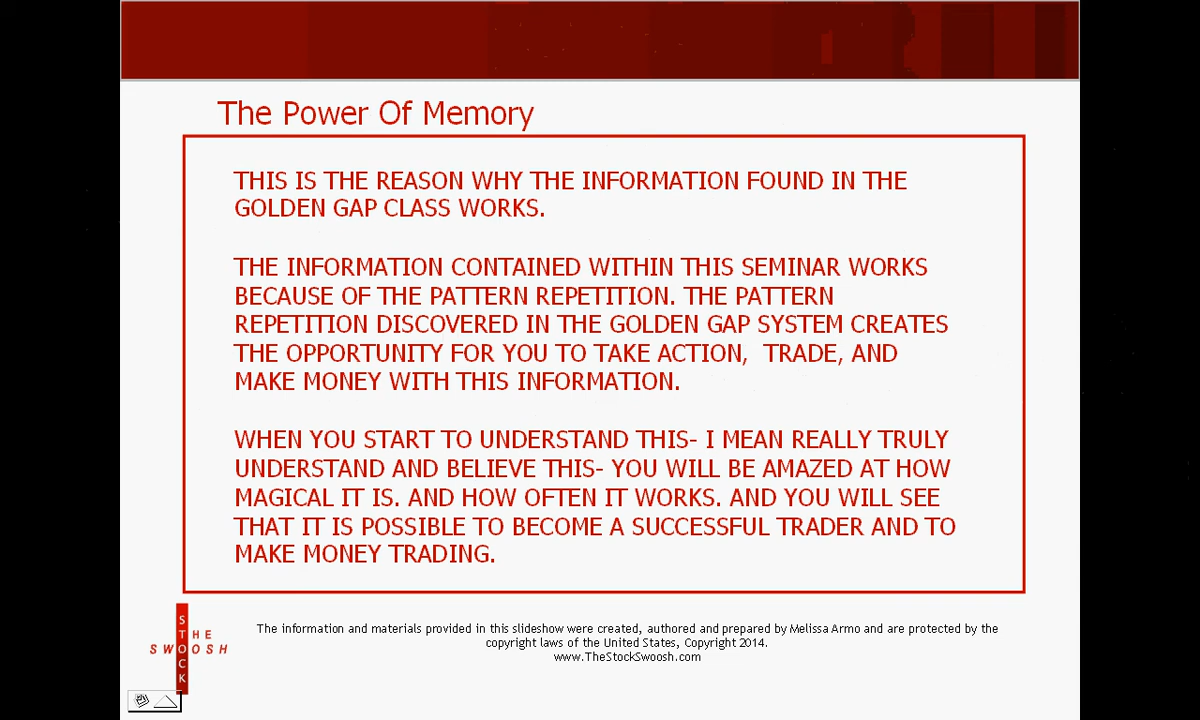 The Power Of Memory
THIS IS THE REASON WHY THE INFORMATION FOUND IN THE
GOLDEN GAP CLASS WORKS.
THE INFORMATION CONTAINED WITHIN THIS SEMINAR WORKS
BECAUSE OF THE PATTERN REPETITION. THE PATTERN
REPETITION DISCOVERED IN THE GOLDEN GAP SYSTEM CREATES
THE OPPORTUNITY FOR YOU TO TAKE ACTION,  TRADE, AND
MAKE MONEY WITH THIS INFORMATION.
WHEN YOU START TO UNDERSTAND THIS- I MEAN REALLY TRULY
UNDERSTAND AND BELIEVE THIS- YOU WILL BE AMAZED AT HOW
MAGICAL IT IS. AND HOW OFTEN IT WORKS. AND YOU WILL SEE
THAT IT IS POSSIBLE TO BECOME A SUCCESSFUL TRADER AND TO
MAKE MONEY TRADING.
THE
STOCK
SWOOSH
The information and materials provided in this slideshow were created, authored and prepared by Melissa Armo and are protected by the
copyright laws of the United States, Copyright 2014.
www.TheStockSwoosh.com